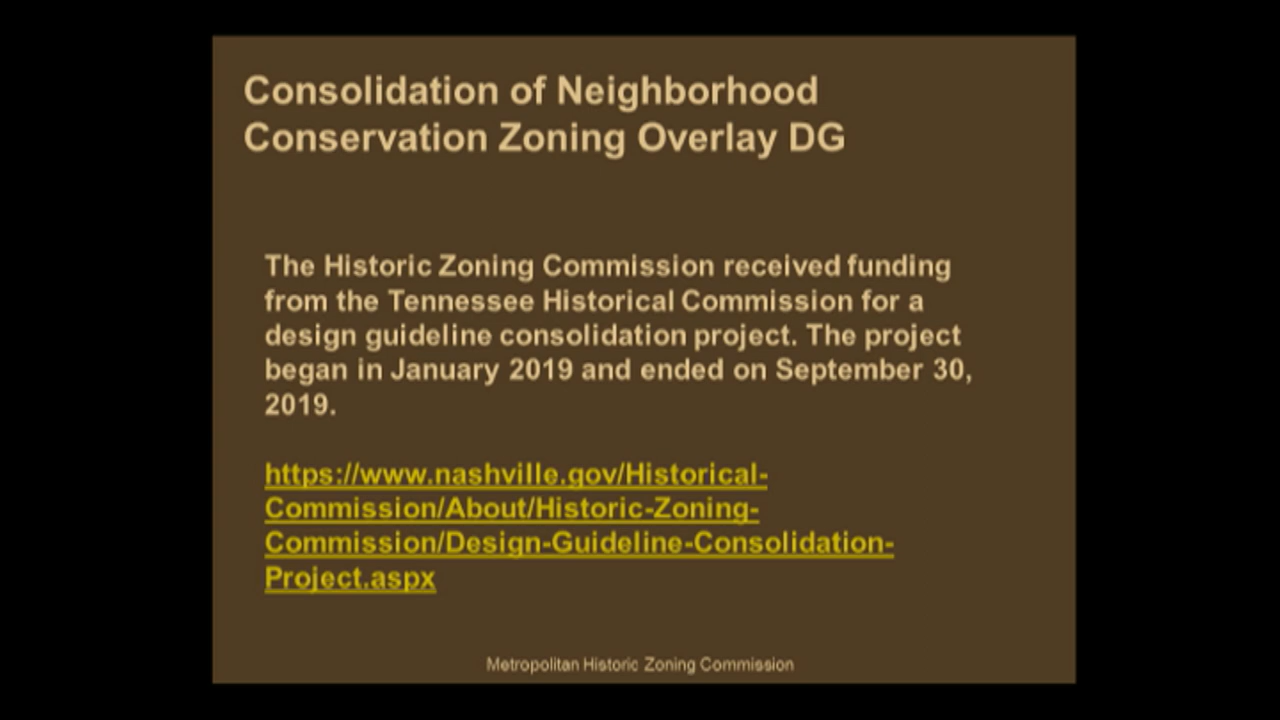 Consolidation of Neighborhood
Conservation Zoning Overlay DG
The Historic Zoning Commission received funding
from the Tennessee Historical Commission for a
design guideline consolidation project. The project
began in January 2019 and ended on September 30,
2019.
https://www.nashville.gov/Historical-
Commission/About/Historic-Zoning-
Commission/Design-Guideline-Consolidation-
Project.aspx
Metropolitan Historic Zoning Commission